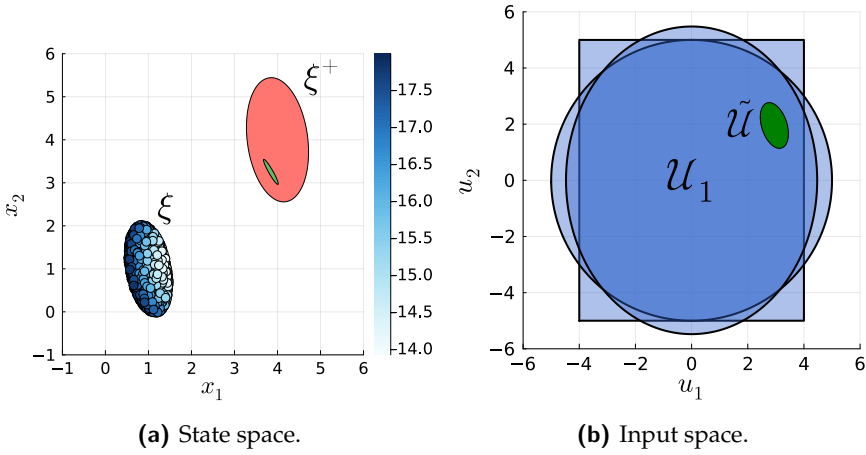 6
5
4
3
2
1
0
−1
x₂
−1 0 1 2 3 4 5 6
x₁
ξ
ξ⁺
17.5
17.0
16.5
16.0
15.5
15.0
14.5
14.0
(a) State space.
6
4
2
0
−2
−4
−6
u₂
−6 −4 −2 0 2 4 6
u₁
𝒰₁
𝒰̃
(b) Input space.